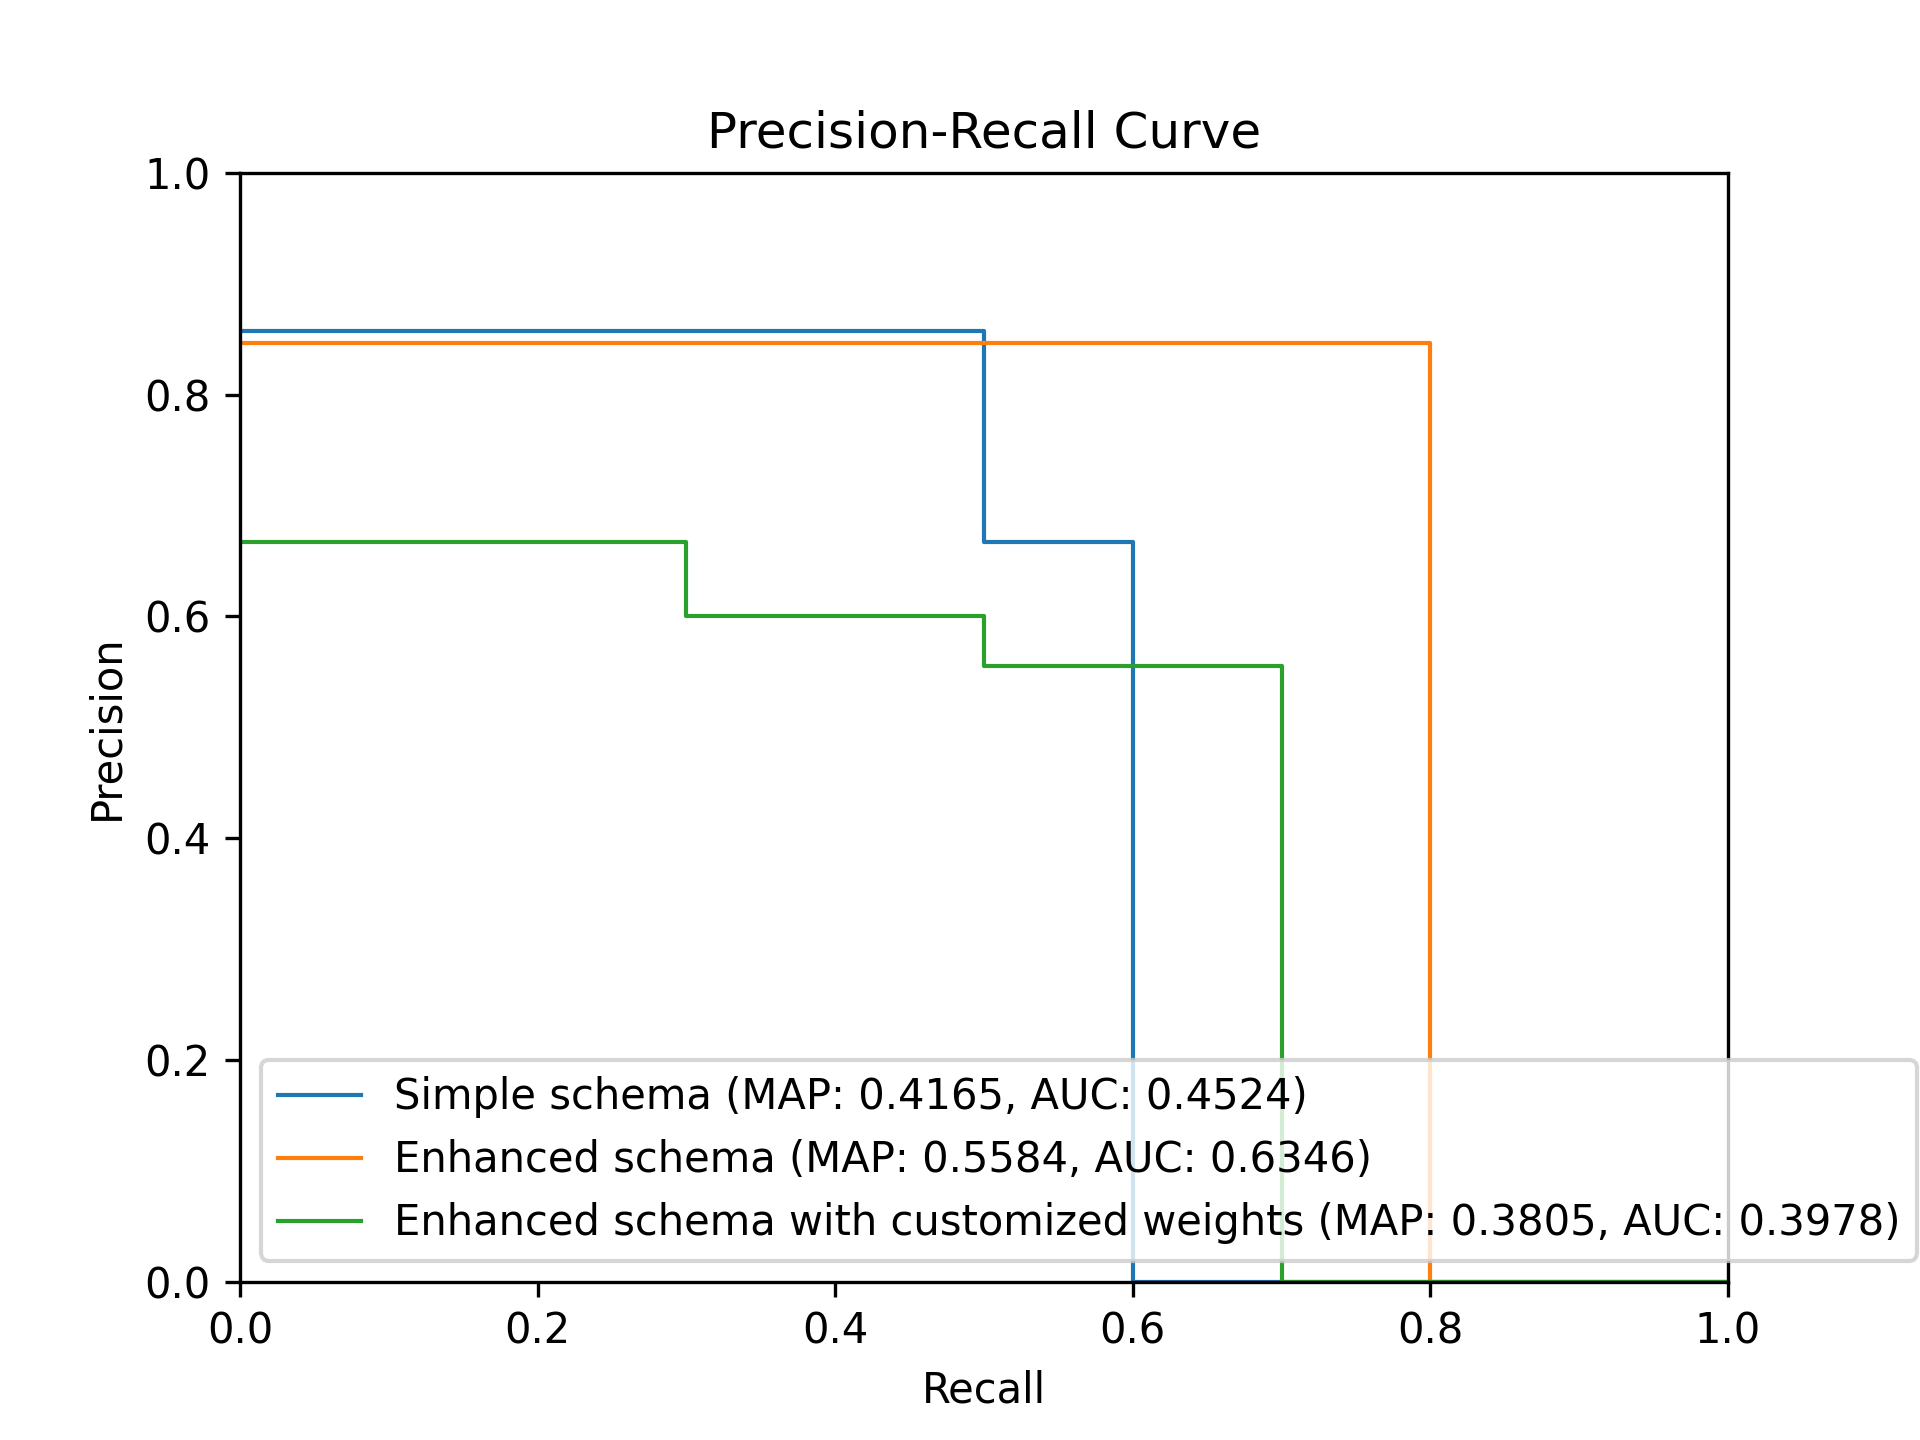 Precision-Recall Curve
1.0
0.8
0.6
0.4
0.2
0.0
Precision
Simple schema (MAP: 0.4165, AUC: 0.4524)
Enhanced schema (MAP: 0.5584, AUC: 0.6346)
Enhanced schema with customized weights (MAP: 0.3805, AUC: 0.3978)
0.0 0.2 0.4 0.6 0.8 1.0
Recall